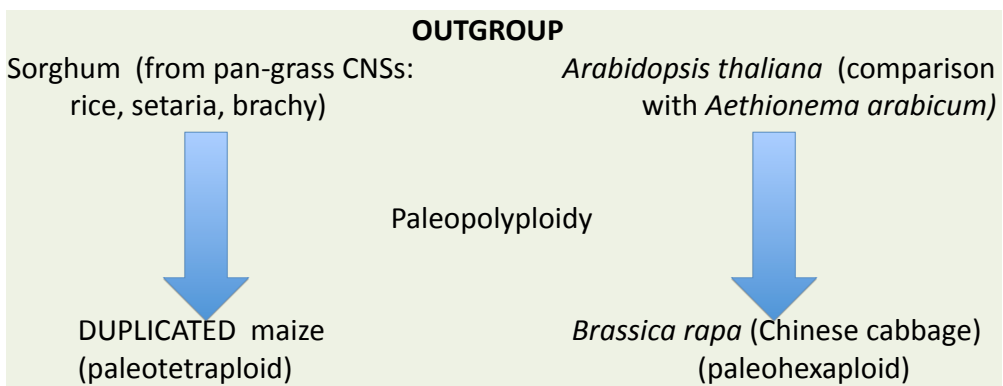 OUTGROUP
Sorghum (from pan-grass CNSs:
rice, setaria, brachy)
Arabidopsis thaliana (comparison
with Aethionema arabicum)
Paleopolyploidy
DUPLICATED maize
(paleotetraploid)
Brassica rapa (Chinese cabbage)
(paleohexaploid)